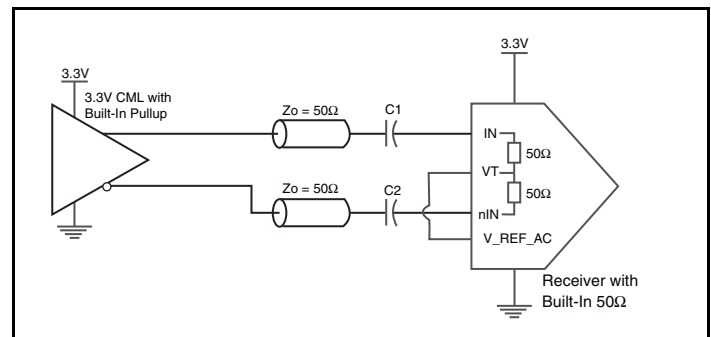 3.3V
3.3V
3.3V CML with
Built-In Pullup
Zo = 50Ω
C1
IN
50Ω
VT
Zo = 50Ω
C2
50Ω
nIN
V_REF_AC
Receiver with
Built-In 50Ω